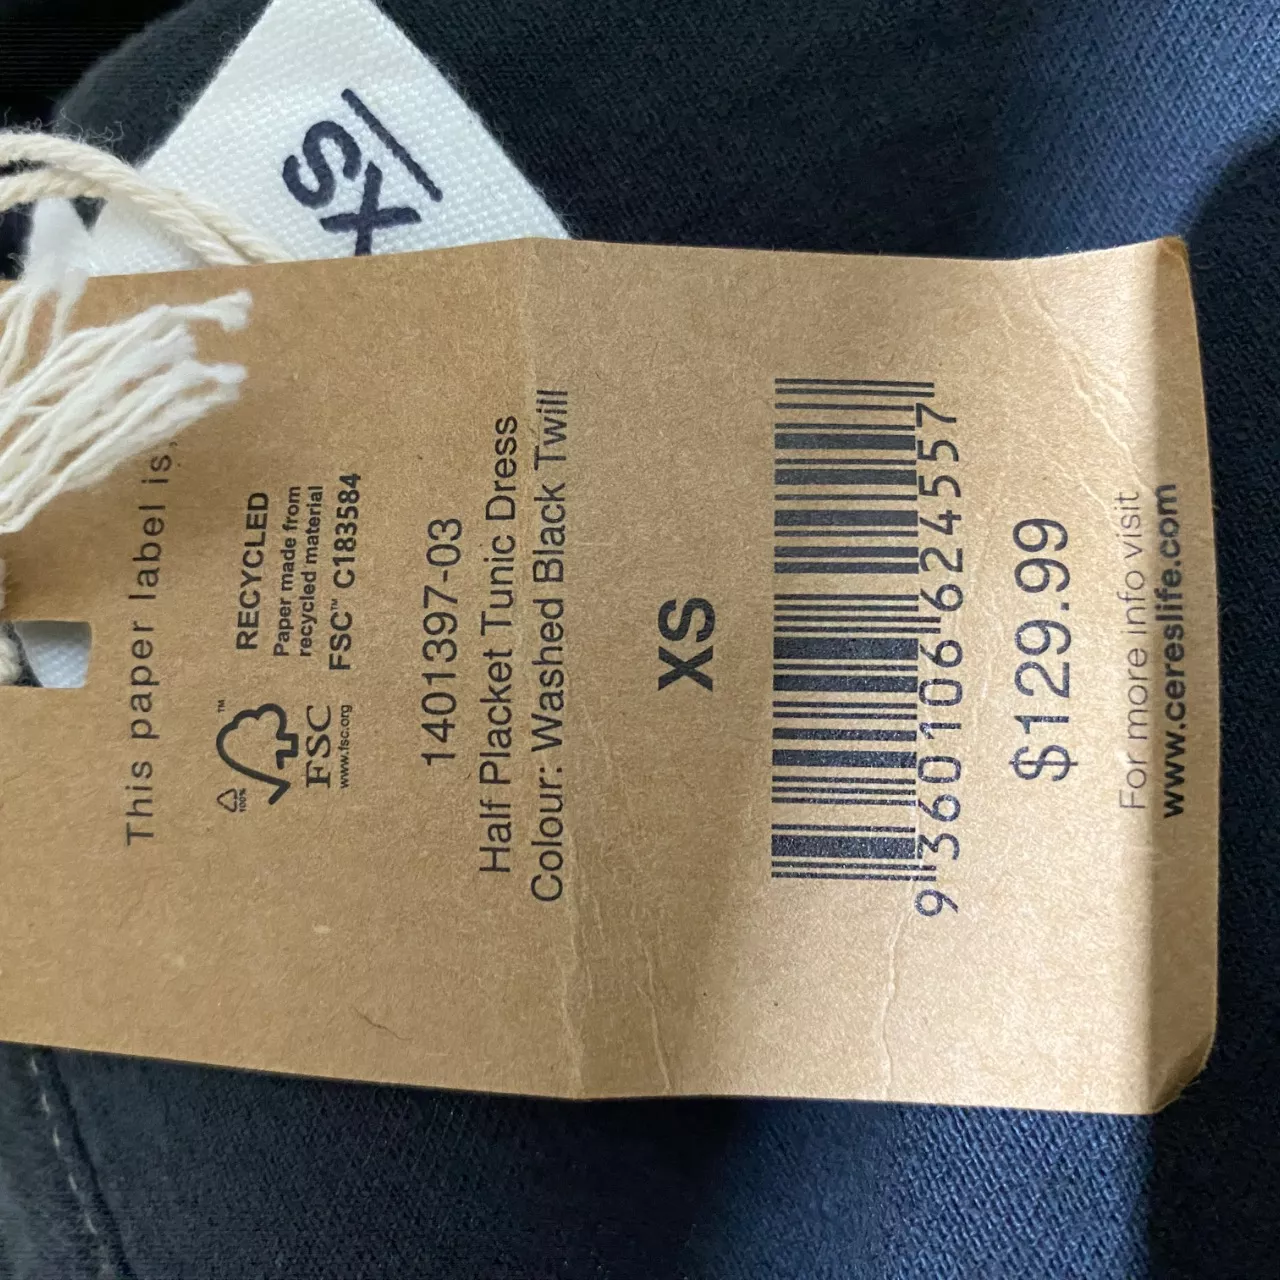 XS
This paper label is,
RECYCLED
Paper made from
recycled material
FSC™ C183584
™
100%
FSC
www.fsc.org
1401397-03
Half Placket Tunic Dress
Colour: Washed Black Twill
XS
9 360106 624557
$129.99
For more info visit
www.cereslife.com